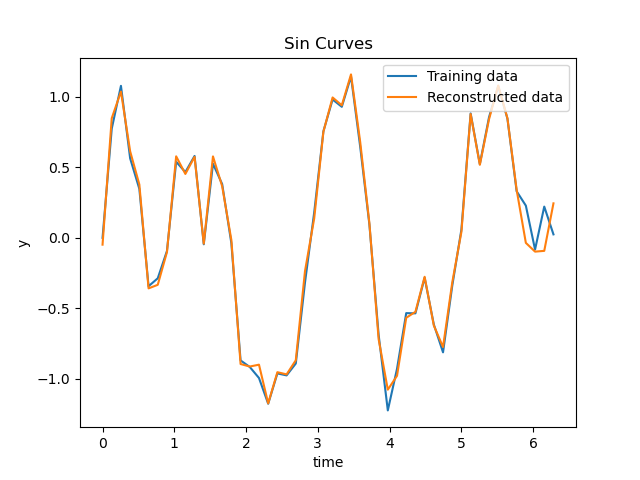 Sin Curves
Training data
Reconstructed data
1.0
0.5
0.0
−0.5
−1.0
y
0 1 2 3 4 5 6
time